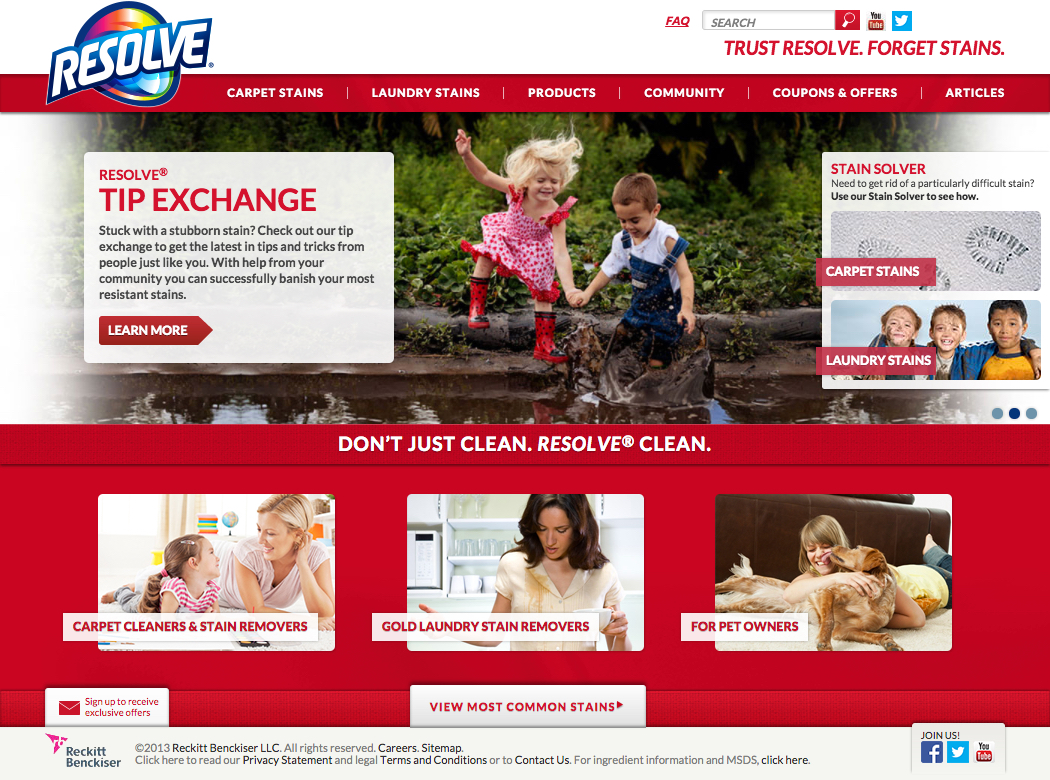 RESOLVE®
FAQ
SEARCH
You Tube
TRUST RESOLVE. FORGET STAINS.
CARPET STAINS
LAUNDRY STAINS
PRODUCTS
COMMUNITY
COUPONS & OFFERS
ARTICLES
RESOLVE®
TIP EXCHANGE
Stuck with a stubborn stain? Check out our tip
exchange to get the latest in tips and tricks from
people just like you. With help from your
community you can successfully banish your most
resistant stains.
LEARN MORE
STAIN SOLVER
Need to get rid of a particularly difficult stain?
Use our Stain Solver to see how.
CARPET STAINS
LAUNDRY STAINS
DON'T JUST CLEAN. RESOLVE® CLEAN.
CARPET CLEANERS & STAIN REMOVERS
GOLD LAUNDRY STAIN REMOVERS
FOR PET OWNERS
Sign up to receive
exclusive offers
VIEW MOST COMMON STAINS
Reckitt
Benckiser
©2013 Reckitt Benckiser LLC. All rights reserved. Careers. Sitemap.
Click here to read our Privacy Statement and legal Terms and Conditions or to Contact Us. For ingredient information and MSDS, click here.
JOIN US!
f
You Tube